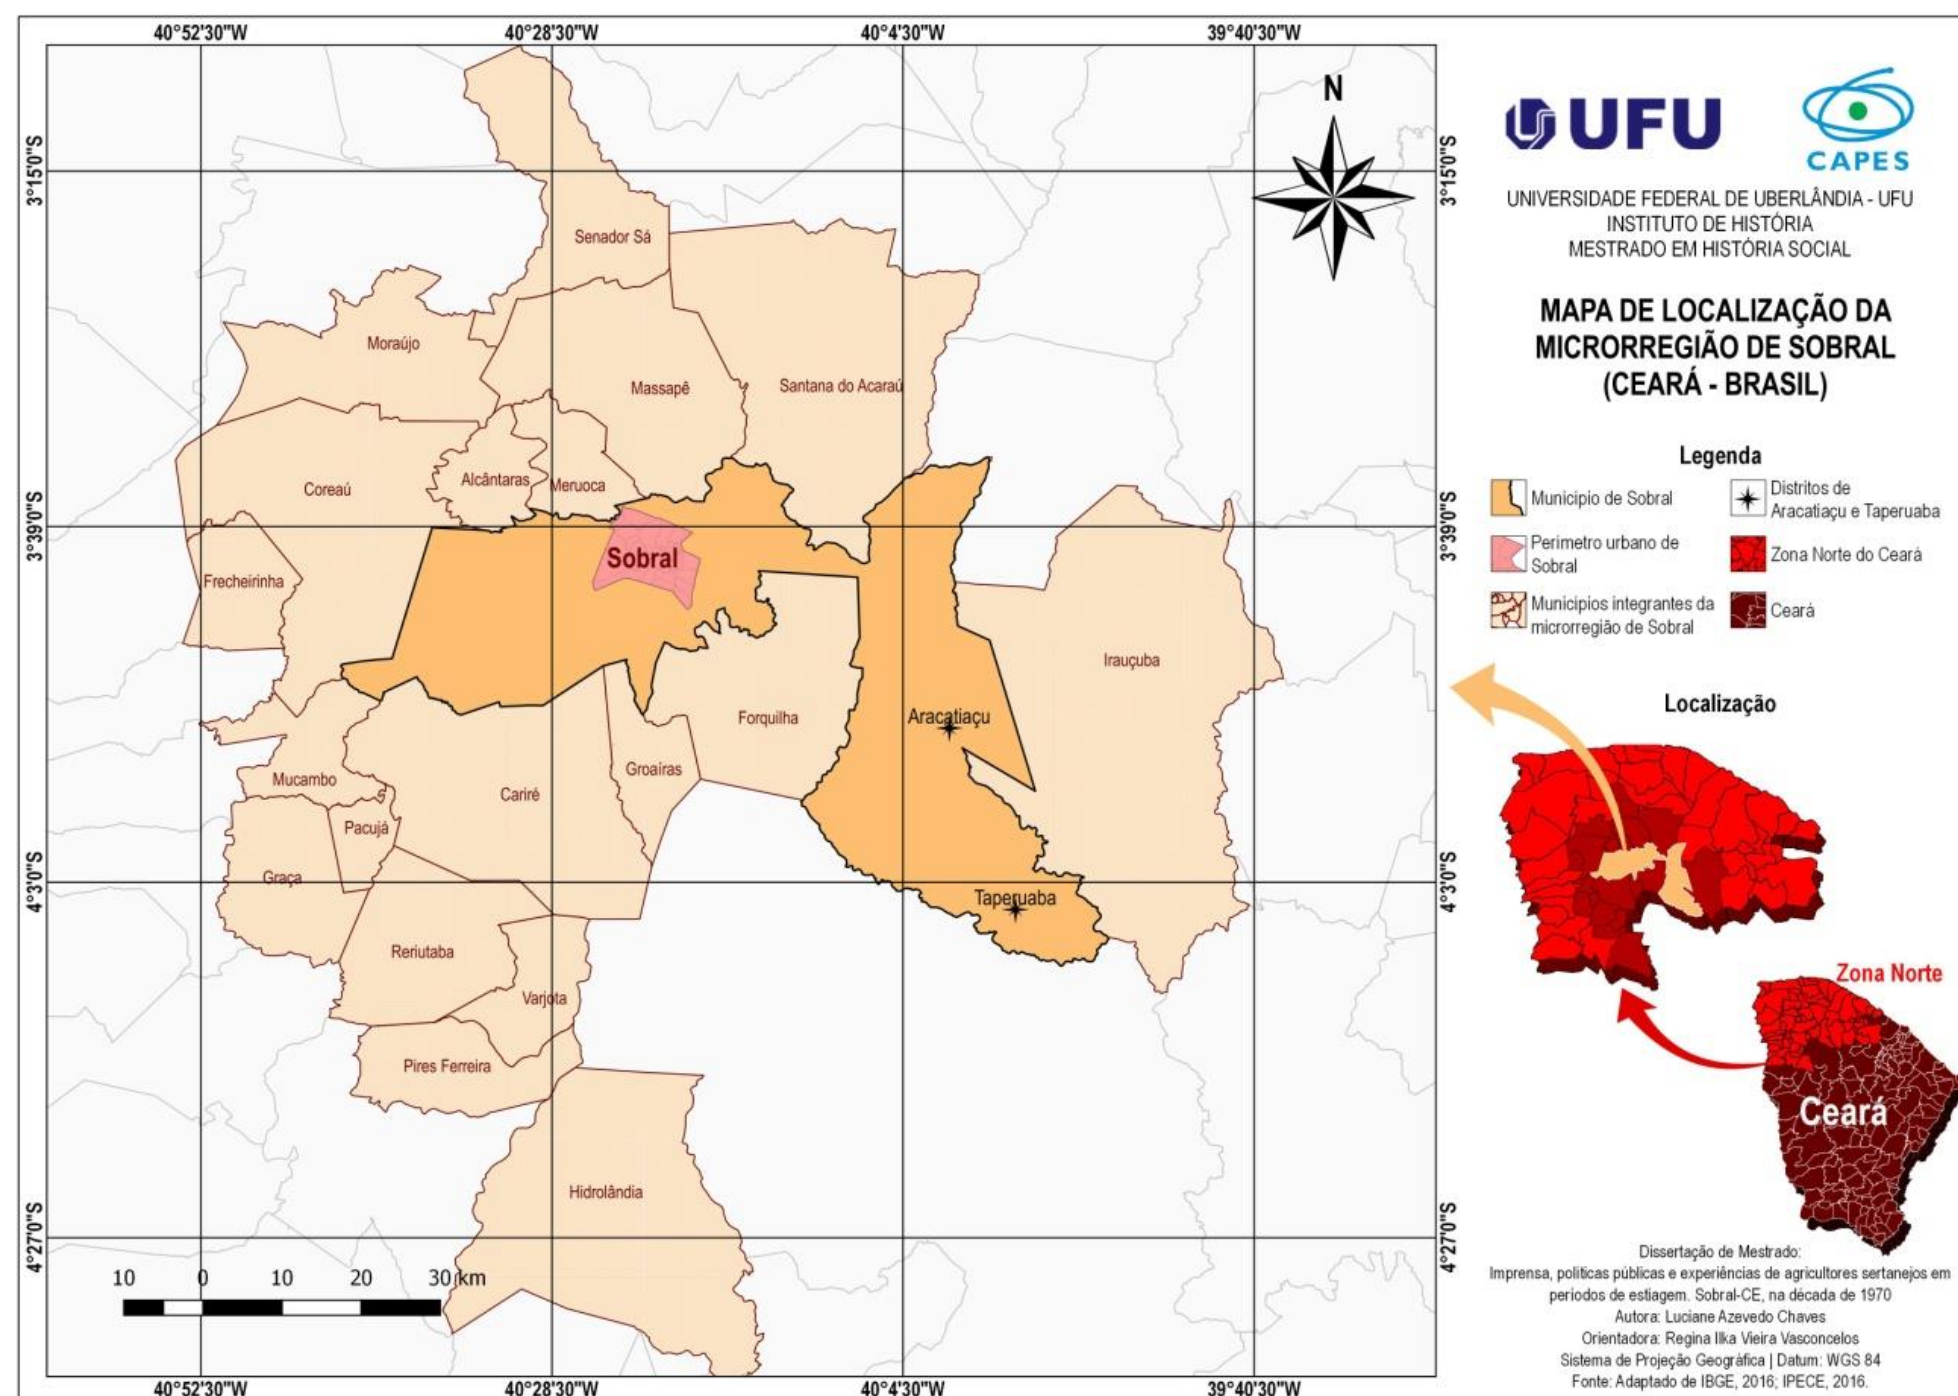 40°52'30"W 40°28'30"W 40°4'30"W 39°40'30"W
N
3°15'0"S 3°15'0"S
Senador Sá
Moraújo
Massapê
Santana do Acaraú
Coreaú
Alcântaras
Meruoca
3°39'0"S 3°39'0"S
Sobral
Frecheirinha
Irauçuba
Forquilha
Aracatiaçu
Groaíras
Mucambo
Cariré
Pacujá
Graça
4°3'0"S 4°3'0"S
Taperuaba
Reriutaba
Varjota
Pires Ferreira
Hidrolândia
4°27'0"S 4°27'0"S
10 0 10 20 30 km
40°52'30"W 40°28'30"W 40°4'30"W 39°40'30"W
UFU
CAPES
UNIVERSIDADE FEDERAL DE UBERLÂNDIA - UFU
INSTITUTO DE HISTÓRIA
MESTRADO EM HISTÓRIA SOCIAL
MAPA DE LOCALIZAÇÃO DA
MICRORREGIÃO DE SOBRAL
(CEARÁ - BRASIL)
Legenda
Municipio de Sobral
Perimetro urbano de
Sobral
Municipios integrantes da
microrregião de Sobral
Distritos de
Aracatiaçu e Taperuaba
Zona Norte do Ceará
Ceará
Localização
Zona Norte
Ceará
Dissertação de Mestrado:
Imprensa, politicas públicas e experiências de agricultores sertanejos em
periodos de estiagem. Sobral-CE, na década de 1970
Autora: Luciane Azevedo Chaves
Orientadora: Regina Ilka Vieira Vasconcelos
Sistema de Projeção Geográfica | Datum: WGS 84
Fonte: Adaptado de IBGE, 2016; IPECE, 2016.